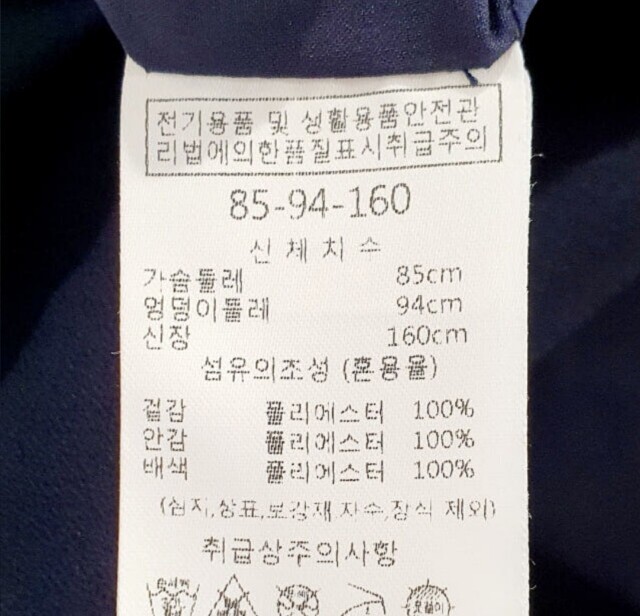 전기용품 및 생활용품안전관
리법에의한품질표시취급주의
85-94-160
신체치수
가슴둘레 85cm
엉덩이둘레 94cm
신장 160cm
섬유의조성 (혼용율)
겉감 폴리에스터 100%
안감 폴리에스터 100%
배색 폴리에스터 100%
(심지,상표,보강재,자수,장식 제외)
취급상주의사항